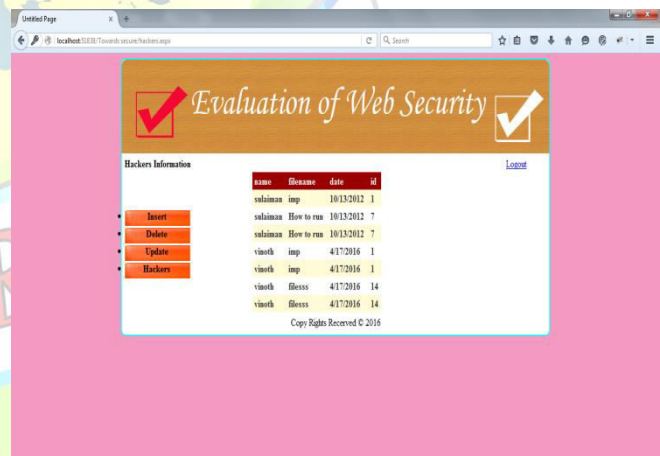 Untitled Page
localhost:51838/Towards secure/hackers.aspx
Search
Evaluation of Web Security
Hackers Information
Logout
name filename date id
sulaiman imp 10/13/2012 1
Insert
sulaiman How to run 10/13/2012 7
Delete
sulaiman How to run 10/13/2012 7
Update
vinoth imp 4/17/2016 1
Hackers
vinoth imp 4/17/2016 1
vinoth filesss 4/17/2016 14
vinoth filesss 4/17/2016 14
Copy Rights Recerved © 2016